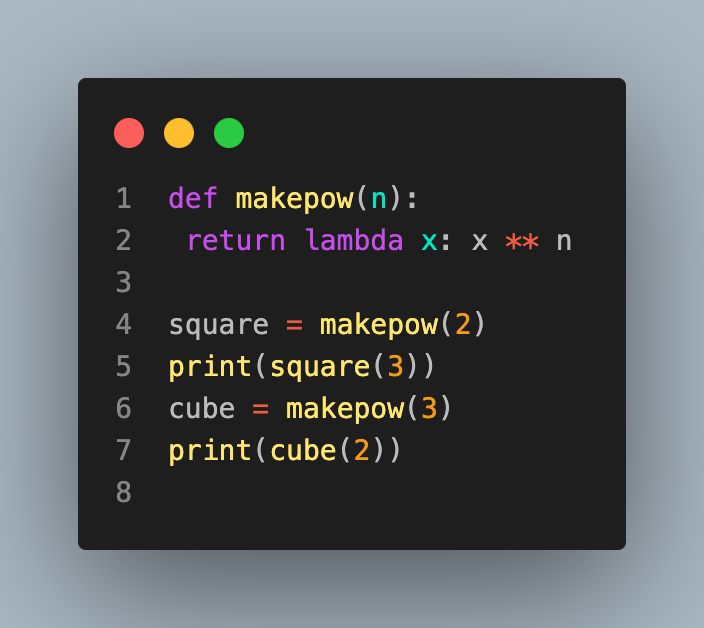 1 def makepow(n):
2  return lambda x: x ** n
3
4 square = makepow(2)
5 print(square(3))
6 cube = makepow(3)
7 print(cube(2))
8